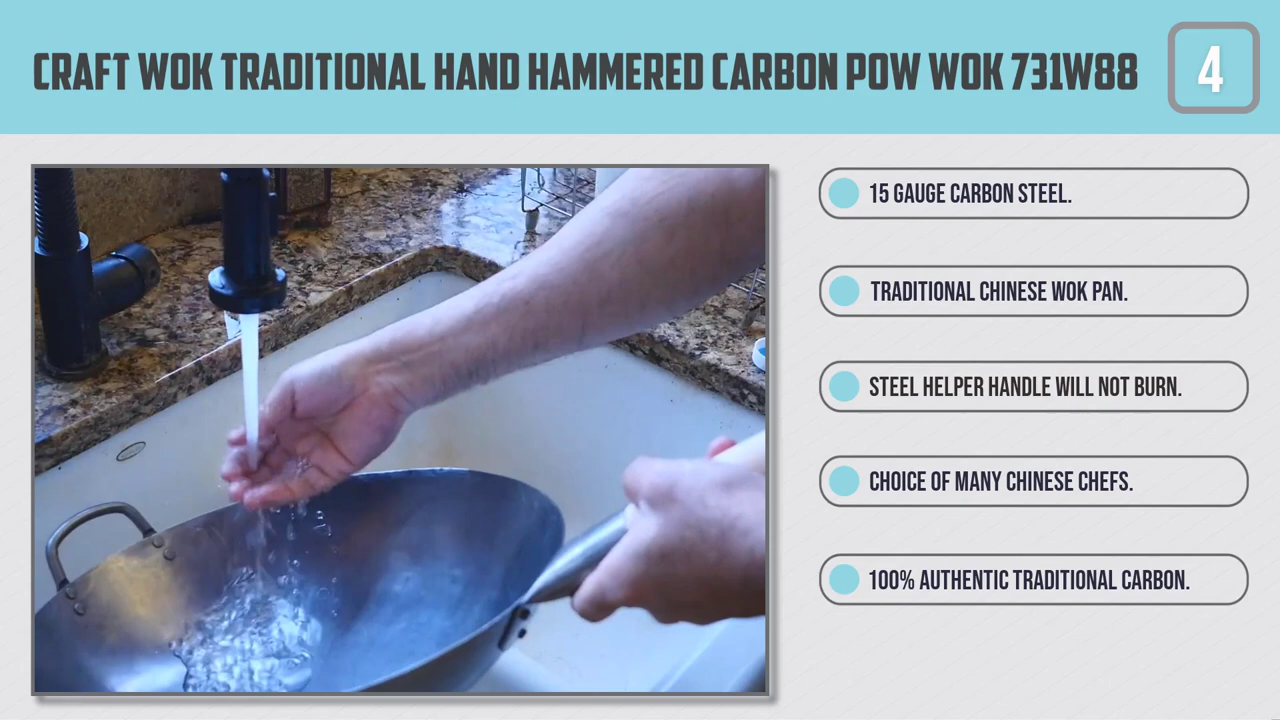 CRAFT WOK TRADITIONAL HAND HAMMERED CARBON POW WOK 731W88
4
15 GAUGE CARBON STEEL.
TRADITIONAL CHINESE WOK PAN.
STEEL HELPER HANDLE WILL NOT BURN.
CHOICE OF MANY CHINESE CHEFS.
100% AUTHENTIC TRADITIONAL CARBON.